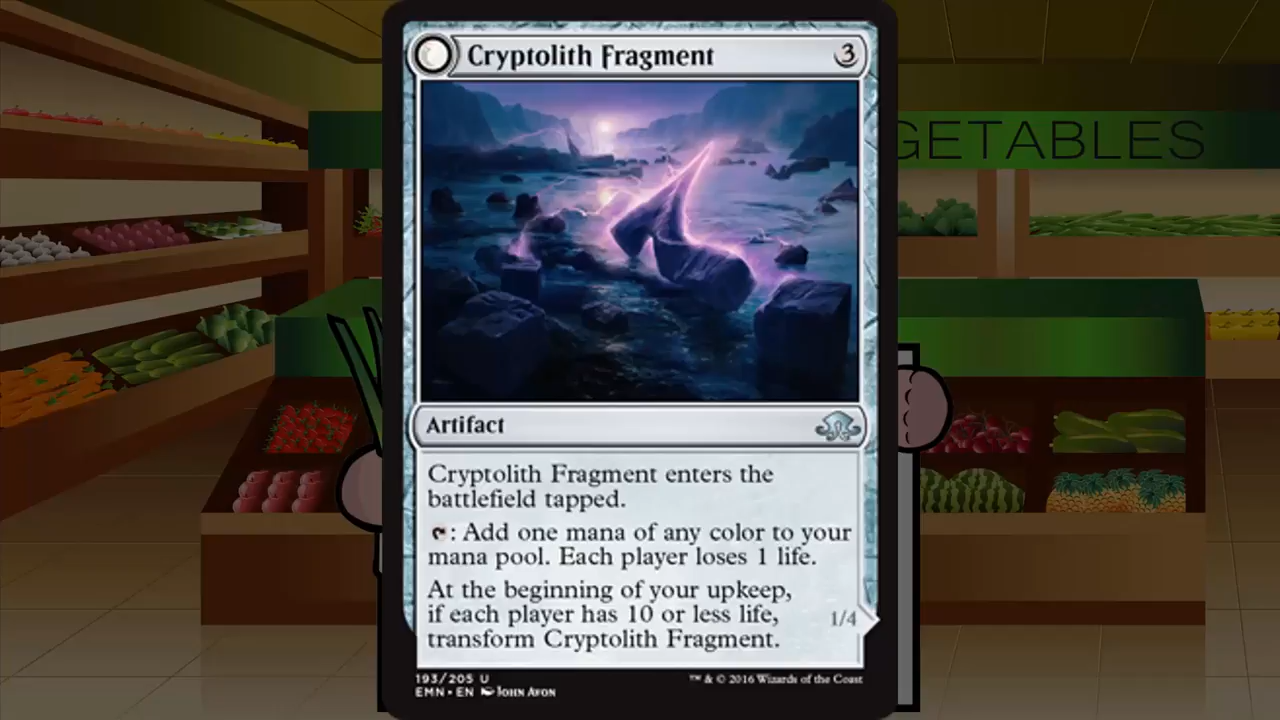 Cryptolith Fragment 3
GETABLES
Artifact
Cryptolith Fragment enters the
battlefield tapped.
: Add one mana of any color to your
mana pool. Each player loses 1 life.
At the beginning of your upkeep,
if each player has 10 or less life,
transform Cryptolith Fragment.
1/4
193/205 U
EMN • EN JOHN AVON
™ & © 2016 Wizards of the Coast